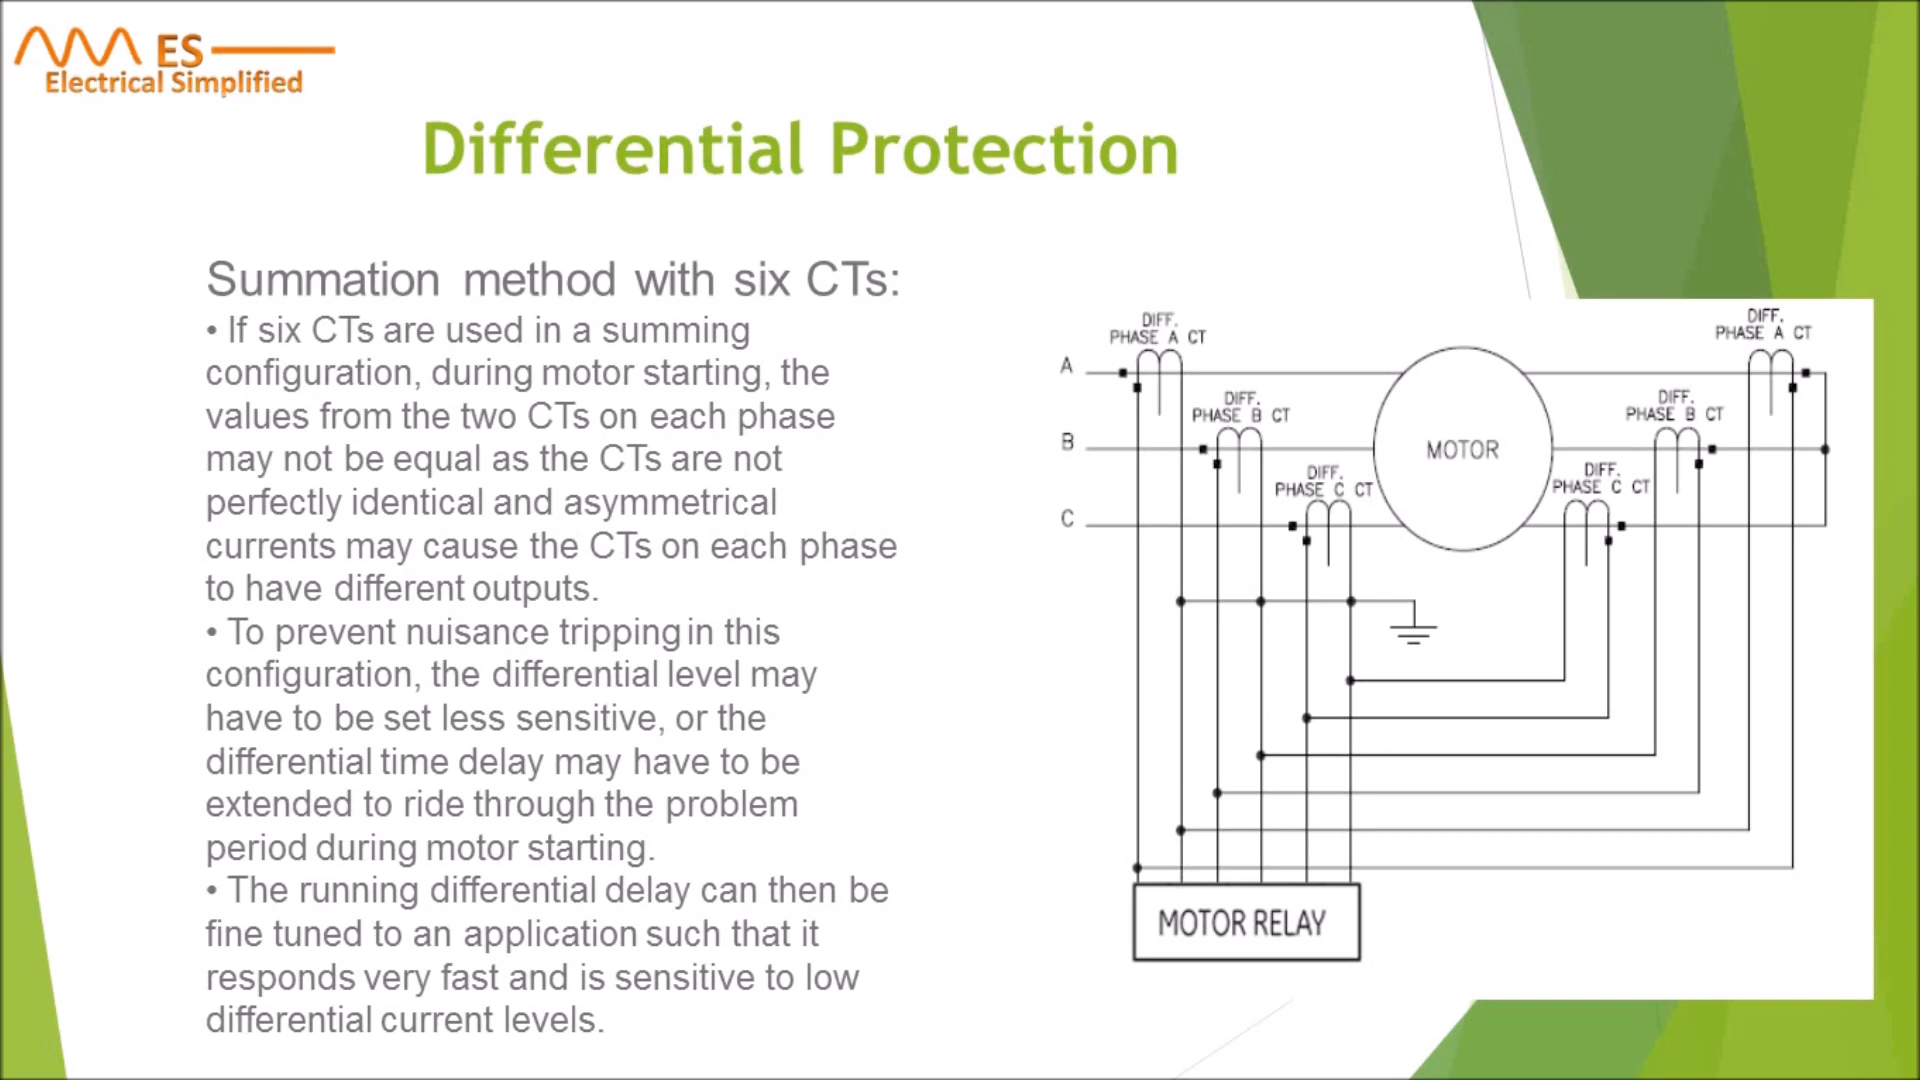 ES
Electrical Simplified
Differential Protection
Summation method with six CTs:
• If six CTs are used in a summing
configuration, during motor starting, the
values from the two CTs on each phase
may not be equal as the CTs are not
perfectly identical and asymmetrical
currents may cause the CTs on each phase
to have different outputs.
• To prevent nuisance tripping in this
configuration, the differential level may
have to be set less sensitive, or the
differential time delay may have to be
extended to ride through the problem
period during motor starting.
• The running differential delay can then be
fine tuned to an application such that it
responds very fast and is sensitive to low
differential current levels.
DIFF.
PHASE A CT
DIFF.
PHASE A CT
A
DIFF.
PHASE B CT
DIFF.
PHASE B CT
B
MOTOR
DIFF.
PHASE C CT
DIFF.
PHASE C CT
C
MOTOR RELAY